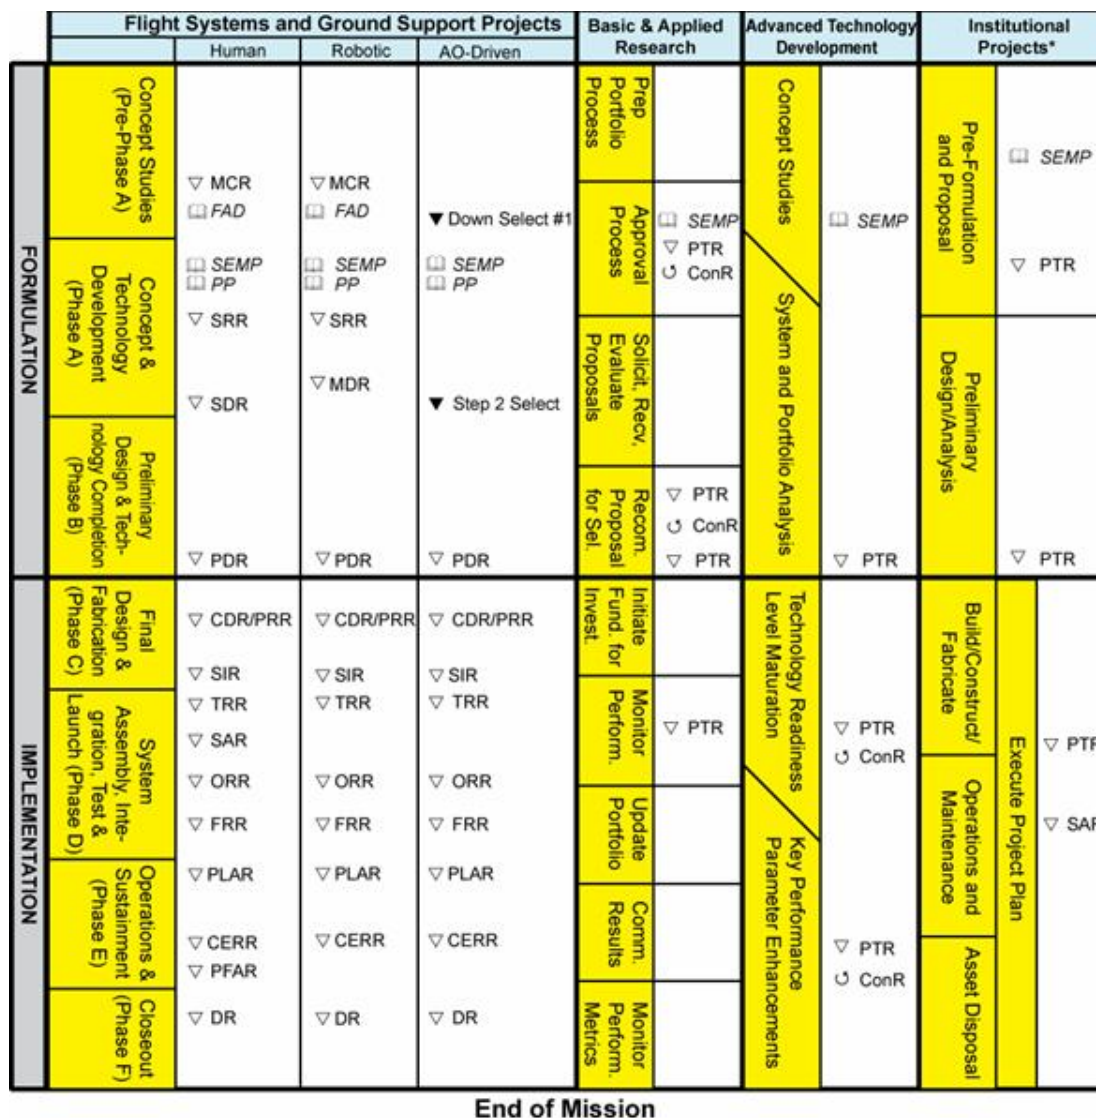 Flight Systems and Ground Support Projects
Human
Robotic
AO-Driven
Basic & Applied
Research
Advanced Technology
Development
Institutional
Projects*
FORMULATION
Concept Studies
(Pre-Phase A)
▽ MCR
▽ MCR
FAD
FAD
▼ Down Select #1
Concept &
Technology
Development
(Phase A)
SEMP
SEMP
SEMP
PP
PP
PP
▽ SRR
▽ SRR
▽ MDR
▽ SDR
▼ Step 2 Select
Preliminary
Design & Tech-
nology Completion
(Phase B)
▽ PDR
▽ PDR
▽ PDR
Prep
Portfolio
Process
Approval
Process
SEMP
▽ PTR
ConR
Solicit, Recv,
Evaluate
Proposals
Recom.
Proposal
for Sel.
▽ PTR
ConR
▽ PTR
Concept Studies
SEMP
System and Portfolio Analysis
▽ PTR
Pre-Formulation
and Proposal
SEMP
▽ PTR
Preliminary
Design/Analysis
▽ PTR
IMPLEMENTATION
Final
Design &
Fabrication
(Phase C)
▽ CDR/PRR
▽ CDR/PRR
▽ CDR/PRR
▽ SIR
▽ SIR
▽ SIR
System
Assembly, Inte-
gration, Test &
Launch (Phase D)
▽ TRR
▽ TRR
▽ TRR
▽ SAR
▽ ORR
▽ ORR
▽ ORR
▽ FRR
▽ FRR
▽ FRR
Operations &
Sustainment
(Phase E)
▽ PLAR
▽ PLAR
▽ PLAR
▽ CERR
▽ CERR
▽ CERR
▽ PFAR
Closeout
(Phase F)
▽ DR
▽ DR
▽ DR
Initiate
Fund. for
Invest.
Monitor
Perform.
▽ PTR
Update
Portfolio
Comm.
Results
Monitor
Perform.
Metrics
Technology Readiness
Level Maturation
▽ PTR
ConR
Key Performance
Parameter Enhancements
▽ PTR
ConR
Build/Construct/
Fabricate
Operations and
Maintenance
Asset Disposal
Execute Project Plan
▽ PTR
▽ SAR
End of Mission